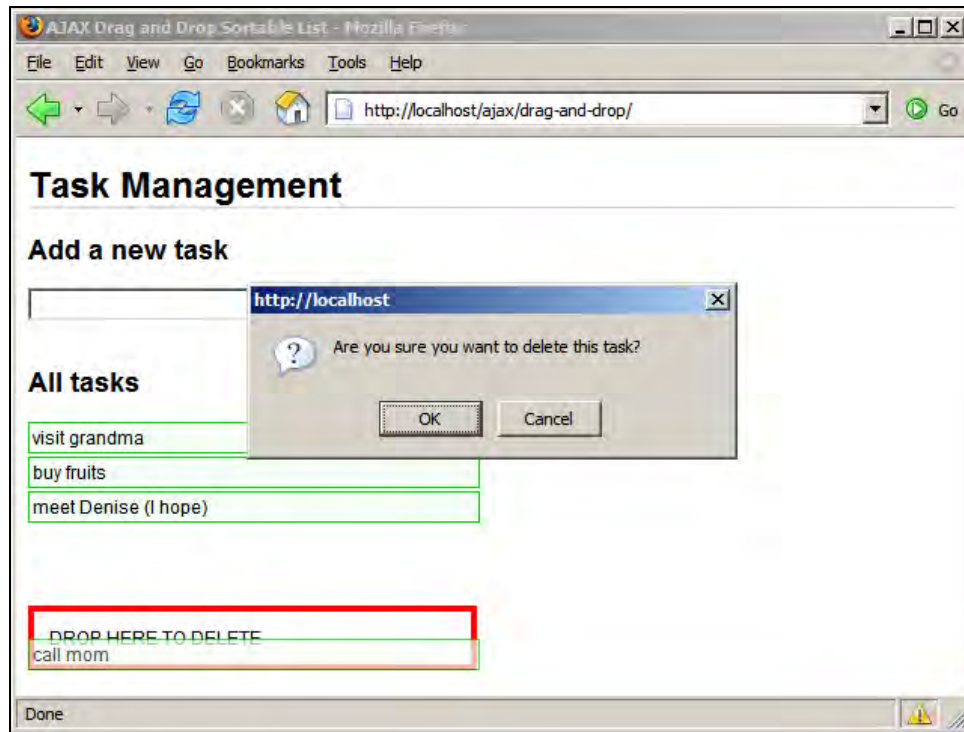 AJAX Drag and Drop Sortable List - Mozilla Firefox
File Edit View Go Bookmarks Tools Help
http://localhost/ajax/drag-and-drop/
Go
Task Management
Add a new task
http://localhost
Are you sure you want to delete this task?
OK Cancel
All tasks
visit grandma
buy fruits
meet Denise (I hope)
DROP HERE TO DELETE
call mom
Done